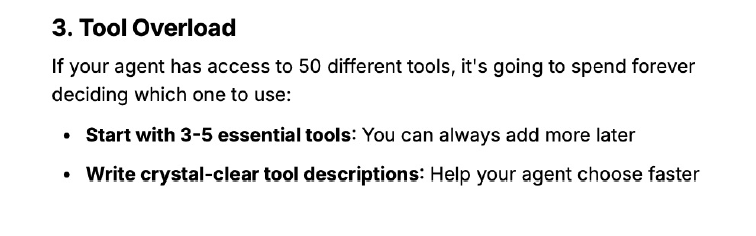 3. Tool Overload
If your agent has access to 50 different tools, it's going to spend forever
deciding which one to use:
• Start with 3-5 essential tools: You can always add more later
• Write crystal-clear tool descriptions: Help your agent choose faster